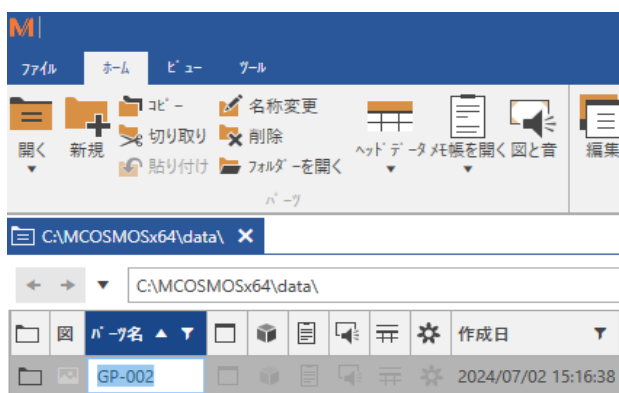 M
ファイル ホーム ビュー ツール
開く 新規 コピー 切り取り 貼り付け 名称変更 削除 フォルダーを開く ヘッドデータ メモ帳を開く 図と音 編集
パーツ
C:\MCOSMOSx64\data\
C:\MCOSMOSx64\data\
図 パーツ名 作成日
GP-002 2024/07/02 15:16:38